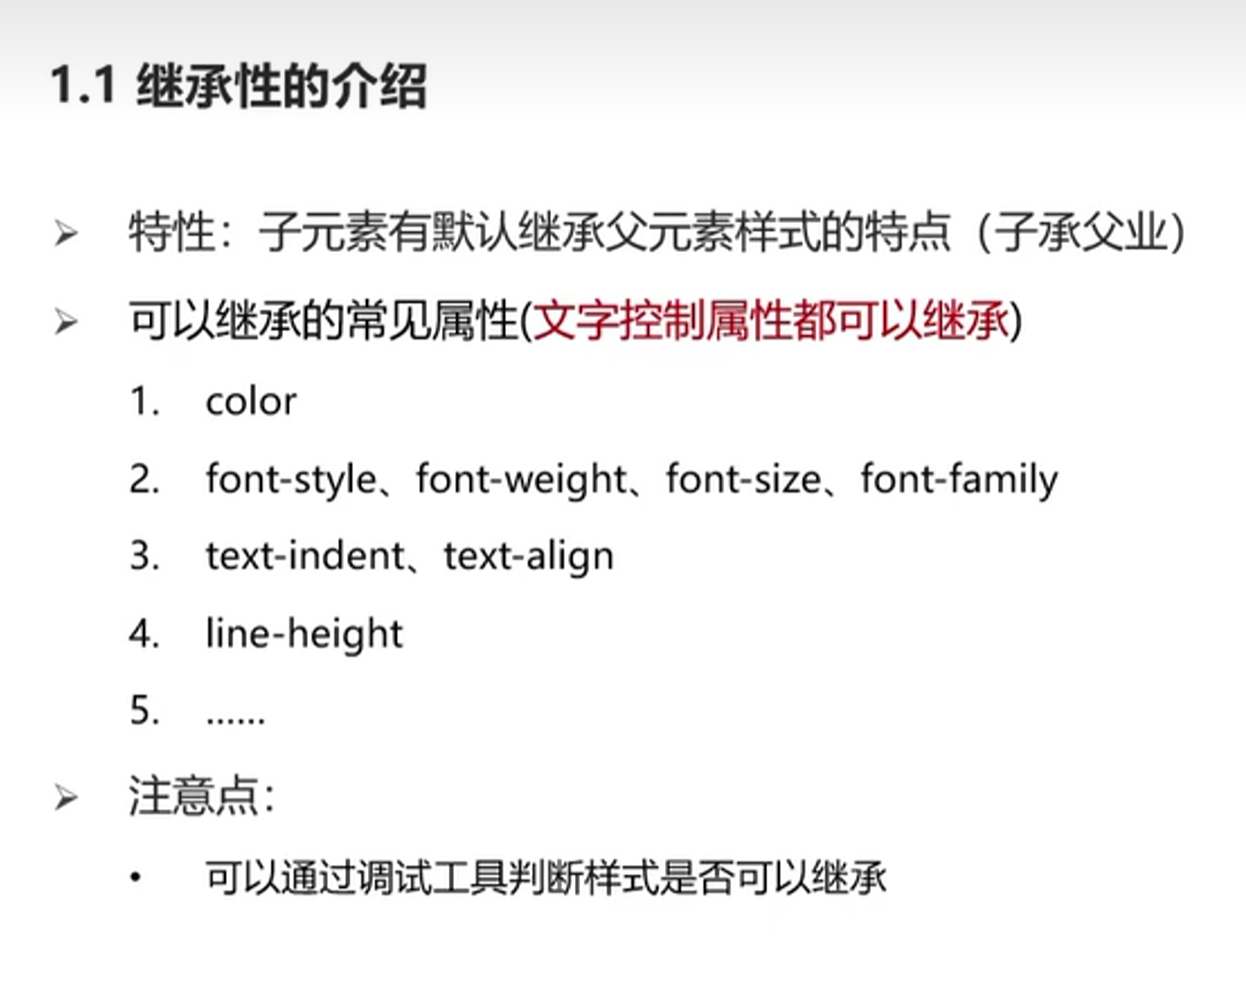 1.1 继承性的介绍
➢ 特性：子元素有默认继承父元素样式的特点（子承父业）
➢ 可以继承的常见属性(文字控制属性都可以继承)
1. color
2. font-style、font-weight、font-size、font-family
3. text-indent、text-align
4. line-height
5. ……
➢ 注意点：
• 可以通过调试工具判断样式是否可以继承